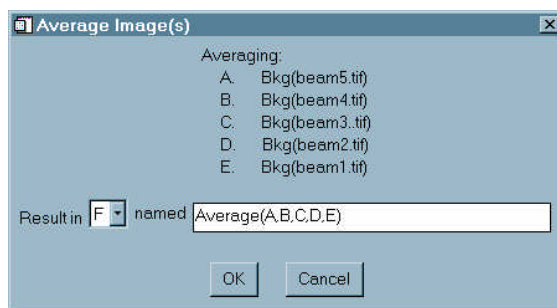 Average Image(s)
Averaging:
A. Bkg(beam5.tif)
B. Bkg(beam4.tif)
C. Bkg(beam3..tif)
D. Bkg(beam2.tif)
E. Bkg(beam1.tif)
Result in F named Average(A,B,C,D,E)
OK Cancel